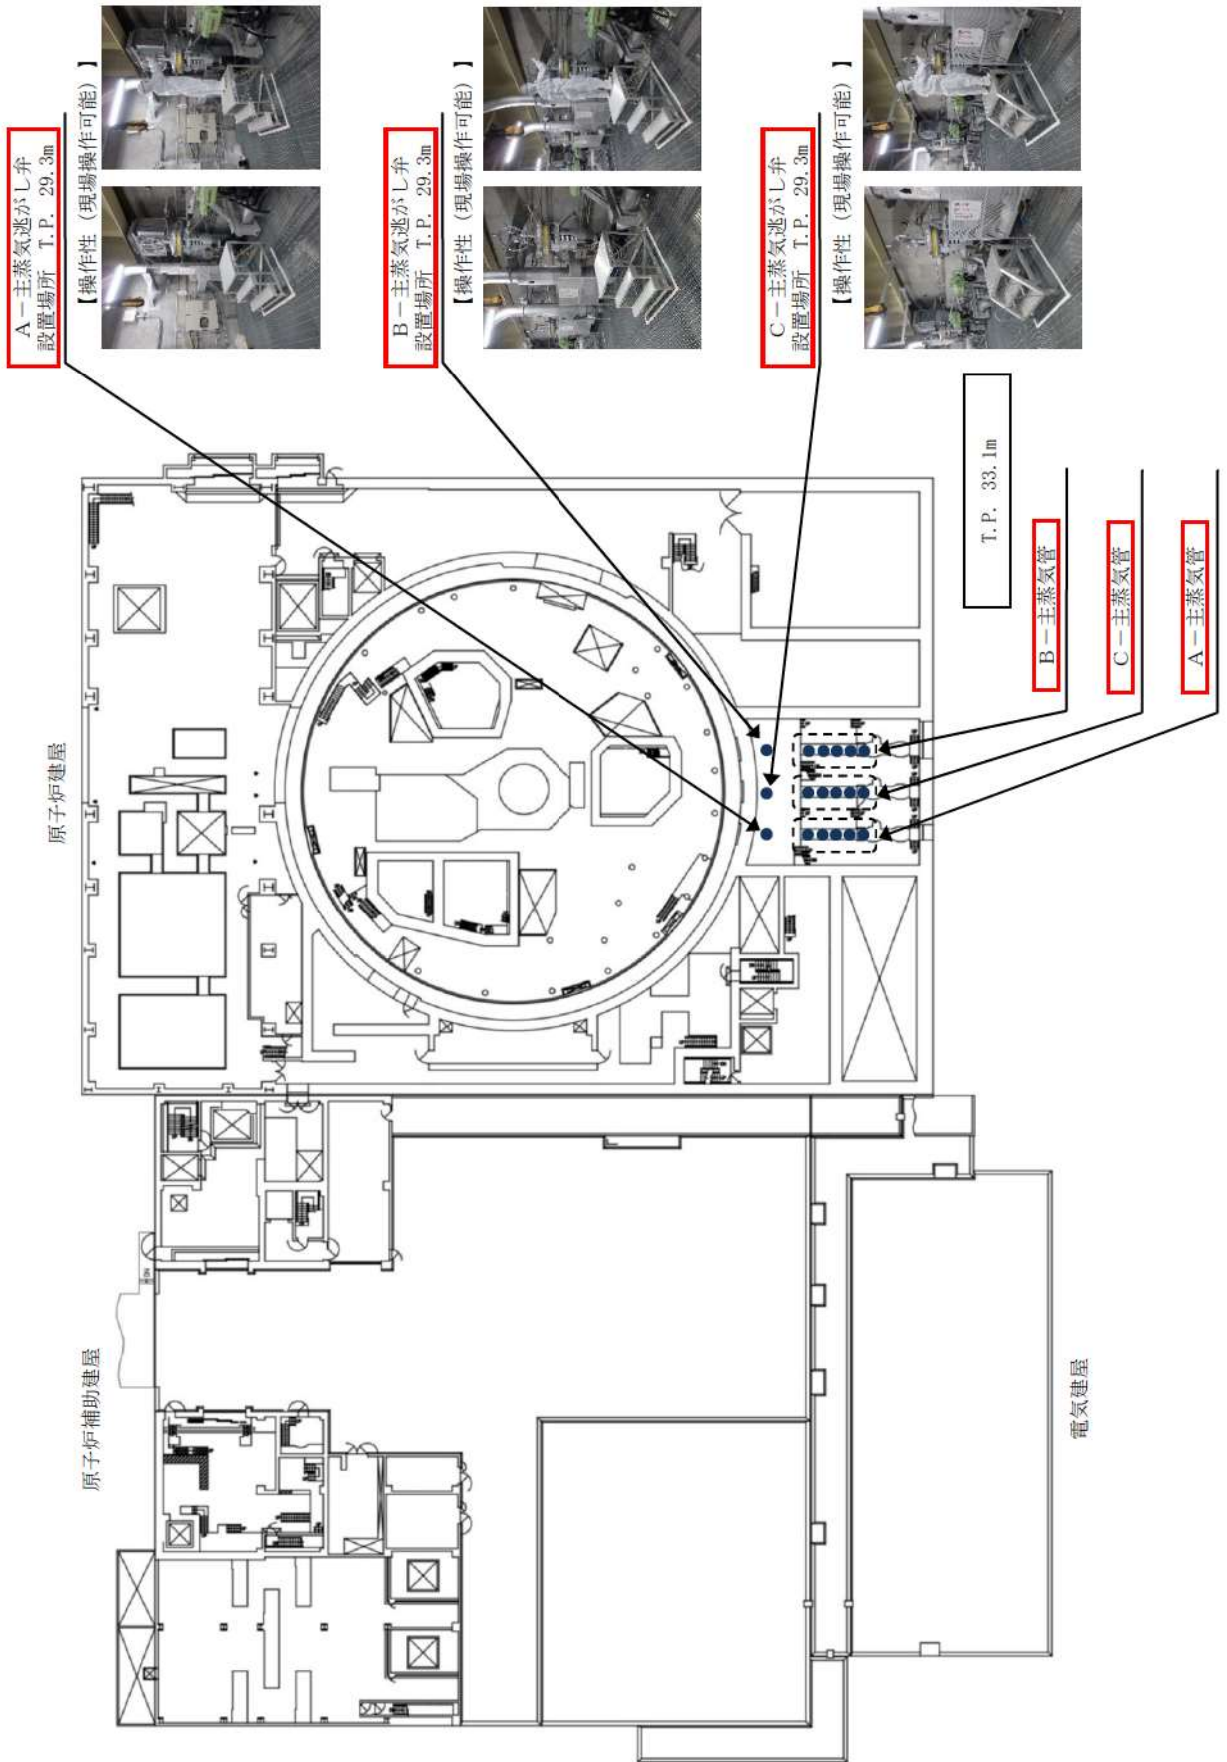 A－主蒸気逃がし弁
設置場所 T.P. 29.3m
【操作性（現場操作可能）】
B－主蒸気逃がし弁
設置場所 T.P. 29.3m
【操作性（現場操作可能）】
C－主蒸気逃がし弁
設置場所 T.P. 29.3m
【操作性（現場操作可能）】
T.P. 33.1m
B－主蒸気管
C－主蒸気管
A－主蒸気管
原子炉建屋
原子炉補助建屋
電気建屋